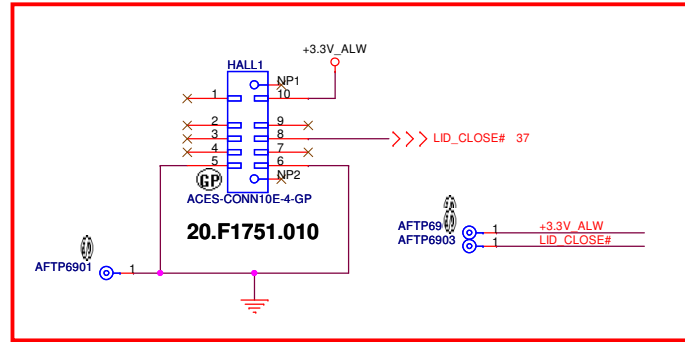 +3.3V_ALW
HALL1
NP1
1
10
2
9
3
8
LID_CLOSE# 37
4
7
5
6
NP2
GP
ACES-CONN10E-4-GP
20.F1751.010
AFTP69
1
+3.3V_ALW
AFTP6903
1
LID_CLOSE#
AFTP6901
1